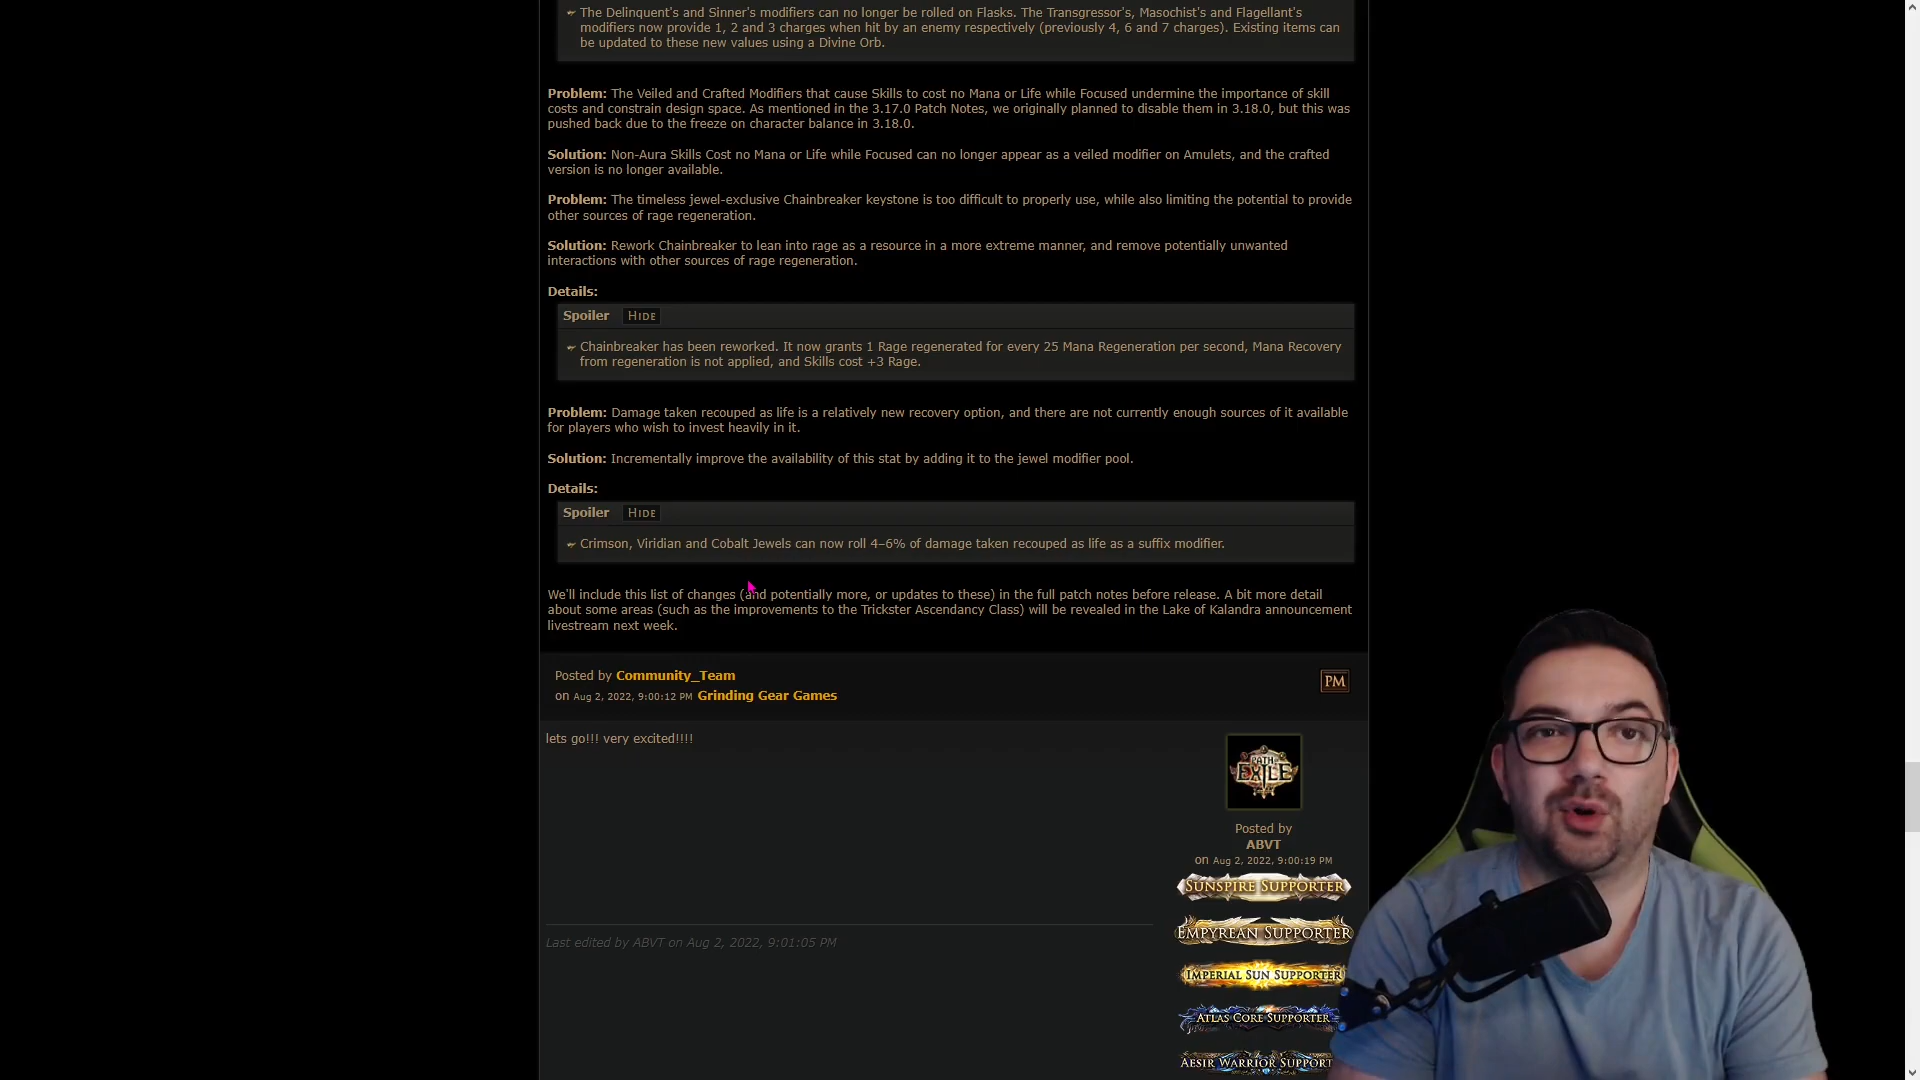 The Delinquent's and Sinner's modifiers can no longer be rolled on Flasks. The Transgressor's, Masochist's and Flagellant's
modifiers now provide 1, 2 and 3 charges when hit by an enemy respectively (previously 4, 6 and 7 charges). Existing items can
be updated to these new values using a Divine Orb.
Problem: The Veiled and Crafted Modifiers that cause Skills to cost no Mana or Life while Focused undermine the importance of skill
costs and constrain design space. As mentioned in the 3.17.0 Patch Notes, we originally planned to disable them in 3.18.0, but this was
pushed back due to the freeze on character balance in 3.18.0.
Solution: Non-Aura Skills Cost no Mana or Life while Focused can no longer appear as a veiled modifier on Amulets, and the crafted
version is no longer available.
Problem: The timeless jewel-exclusive Chainbreaker keystone is too difficult to properly use, while also limiting the potential to provide
other sources of rage regeneration.
Solution: Rework Chainbreaker to lean into rage as a resource in a more extreme manner, and remove potentially unwanted
interactions with other sources of rage regeneration.
Details:
Spoiler HIDE
Chainbreaker has been reworked. It now grants 1 Rage regenerated for every 25 Mana Regeneration per second, Mana Recovery
from regeneration is not applied, and Skills cost +3 Rage.
Problem: Damage taken recouped as life is a relatively new recovery option, and there are not currently enough sources of it available
for players who wish to invest heavily in it.
Solution: Incrementally improve the availability of this stat by adding it to the jewel modifier pool.
Details:
Spoiler HIDE
Crimson, Viridian and Cobalt Jewels can now roll 4–6% of damage taken recouped as life as a suffix modifier.
We'll include this list of changes (and potentially more, or updates to these) in the full patch notes before release. A bit more detail
about some areas (such as the improvements to the Trickster Ascendancy Class) will be revealed in the Lake of Kalandra announcement
livestream next week.
Posted by Community_Team
on Aug 2, 2022, 9:00:12 PM Grinding Gear Games
PM
lets go!!! very excited!!!!
PATH OF EXILE
Posted by
ABVT
on Aug 2, 2022, 9:00:19 PM
SUNSPIRE SUPPORTER
EMPYREAN SUPPORTER
Last edited by ABVT on Aug 2, 2022, 9:01:05 PM
IMPERIAL SUN SUPPORTER
ATLAS CORE SUPPORTER
AESIR WARRIOR SUPPORT